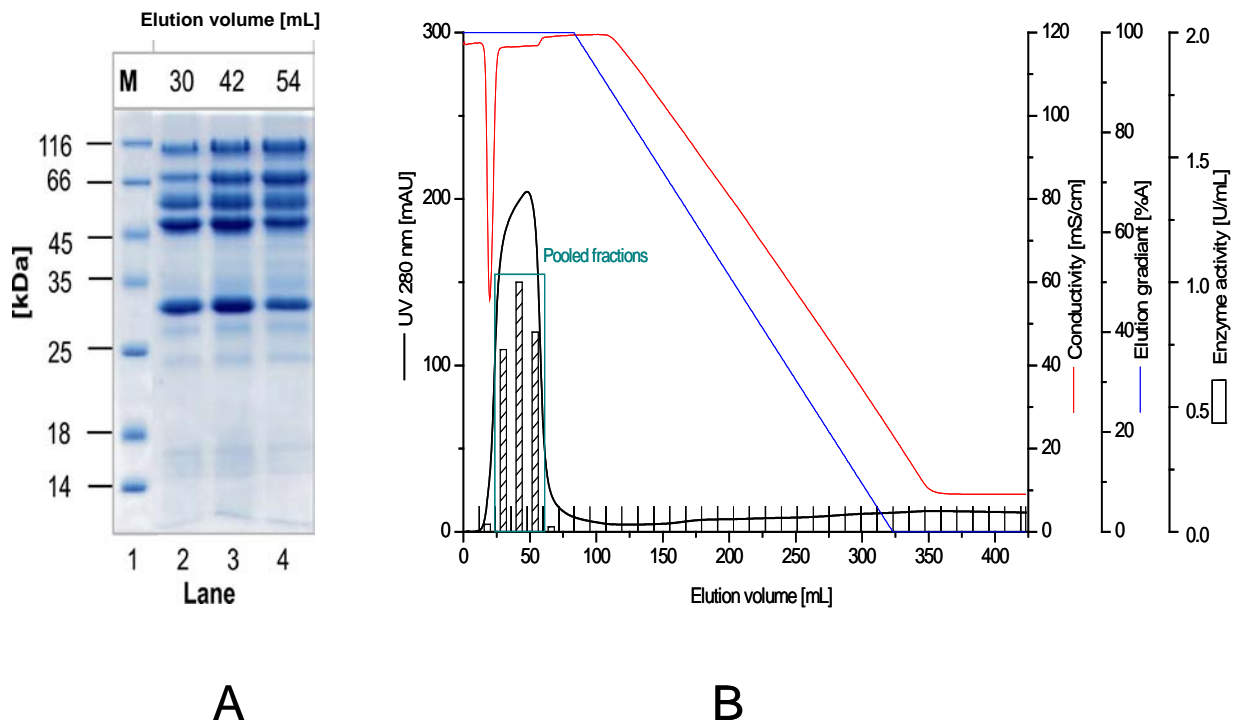 Elution volume [mL]
M 30 42 54
116
66
45
35
25
18
14
[kDa]
1 2 3 4
Lane
A
300
200
100
0
UV 280 nm [mAU]
Pooled fractions
0 50 100 150 200 250 300 350 400
Elution volume [mL]
120
100
80
60
40
20
0
Conductivity [mS/cm]
100
80
60
40
20
0
Elution gradiant [%A]
2.0
1.5
1.0
0.5
0.0
Enzyme activity [U/mL]
B